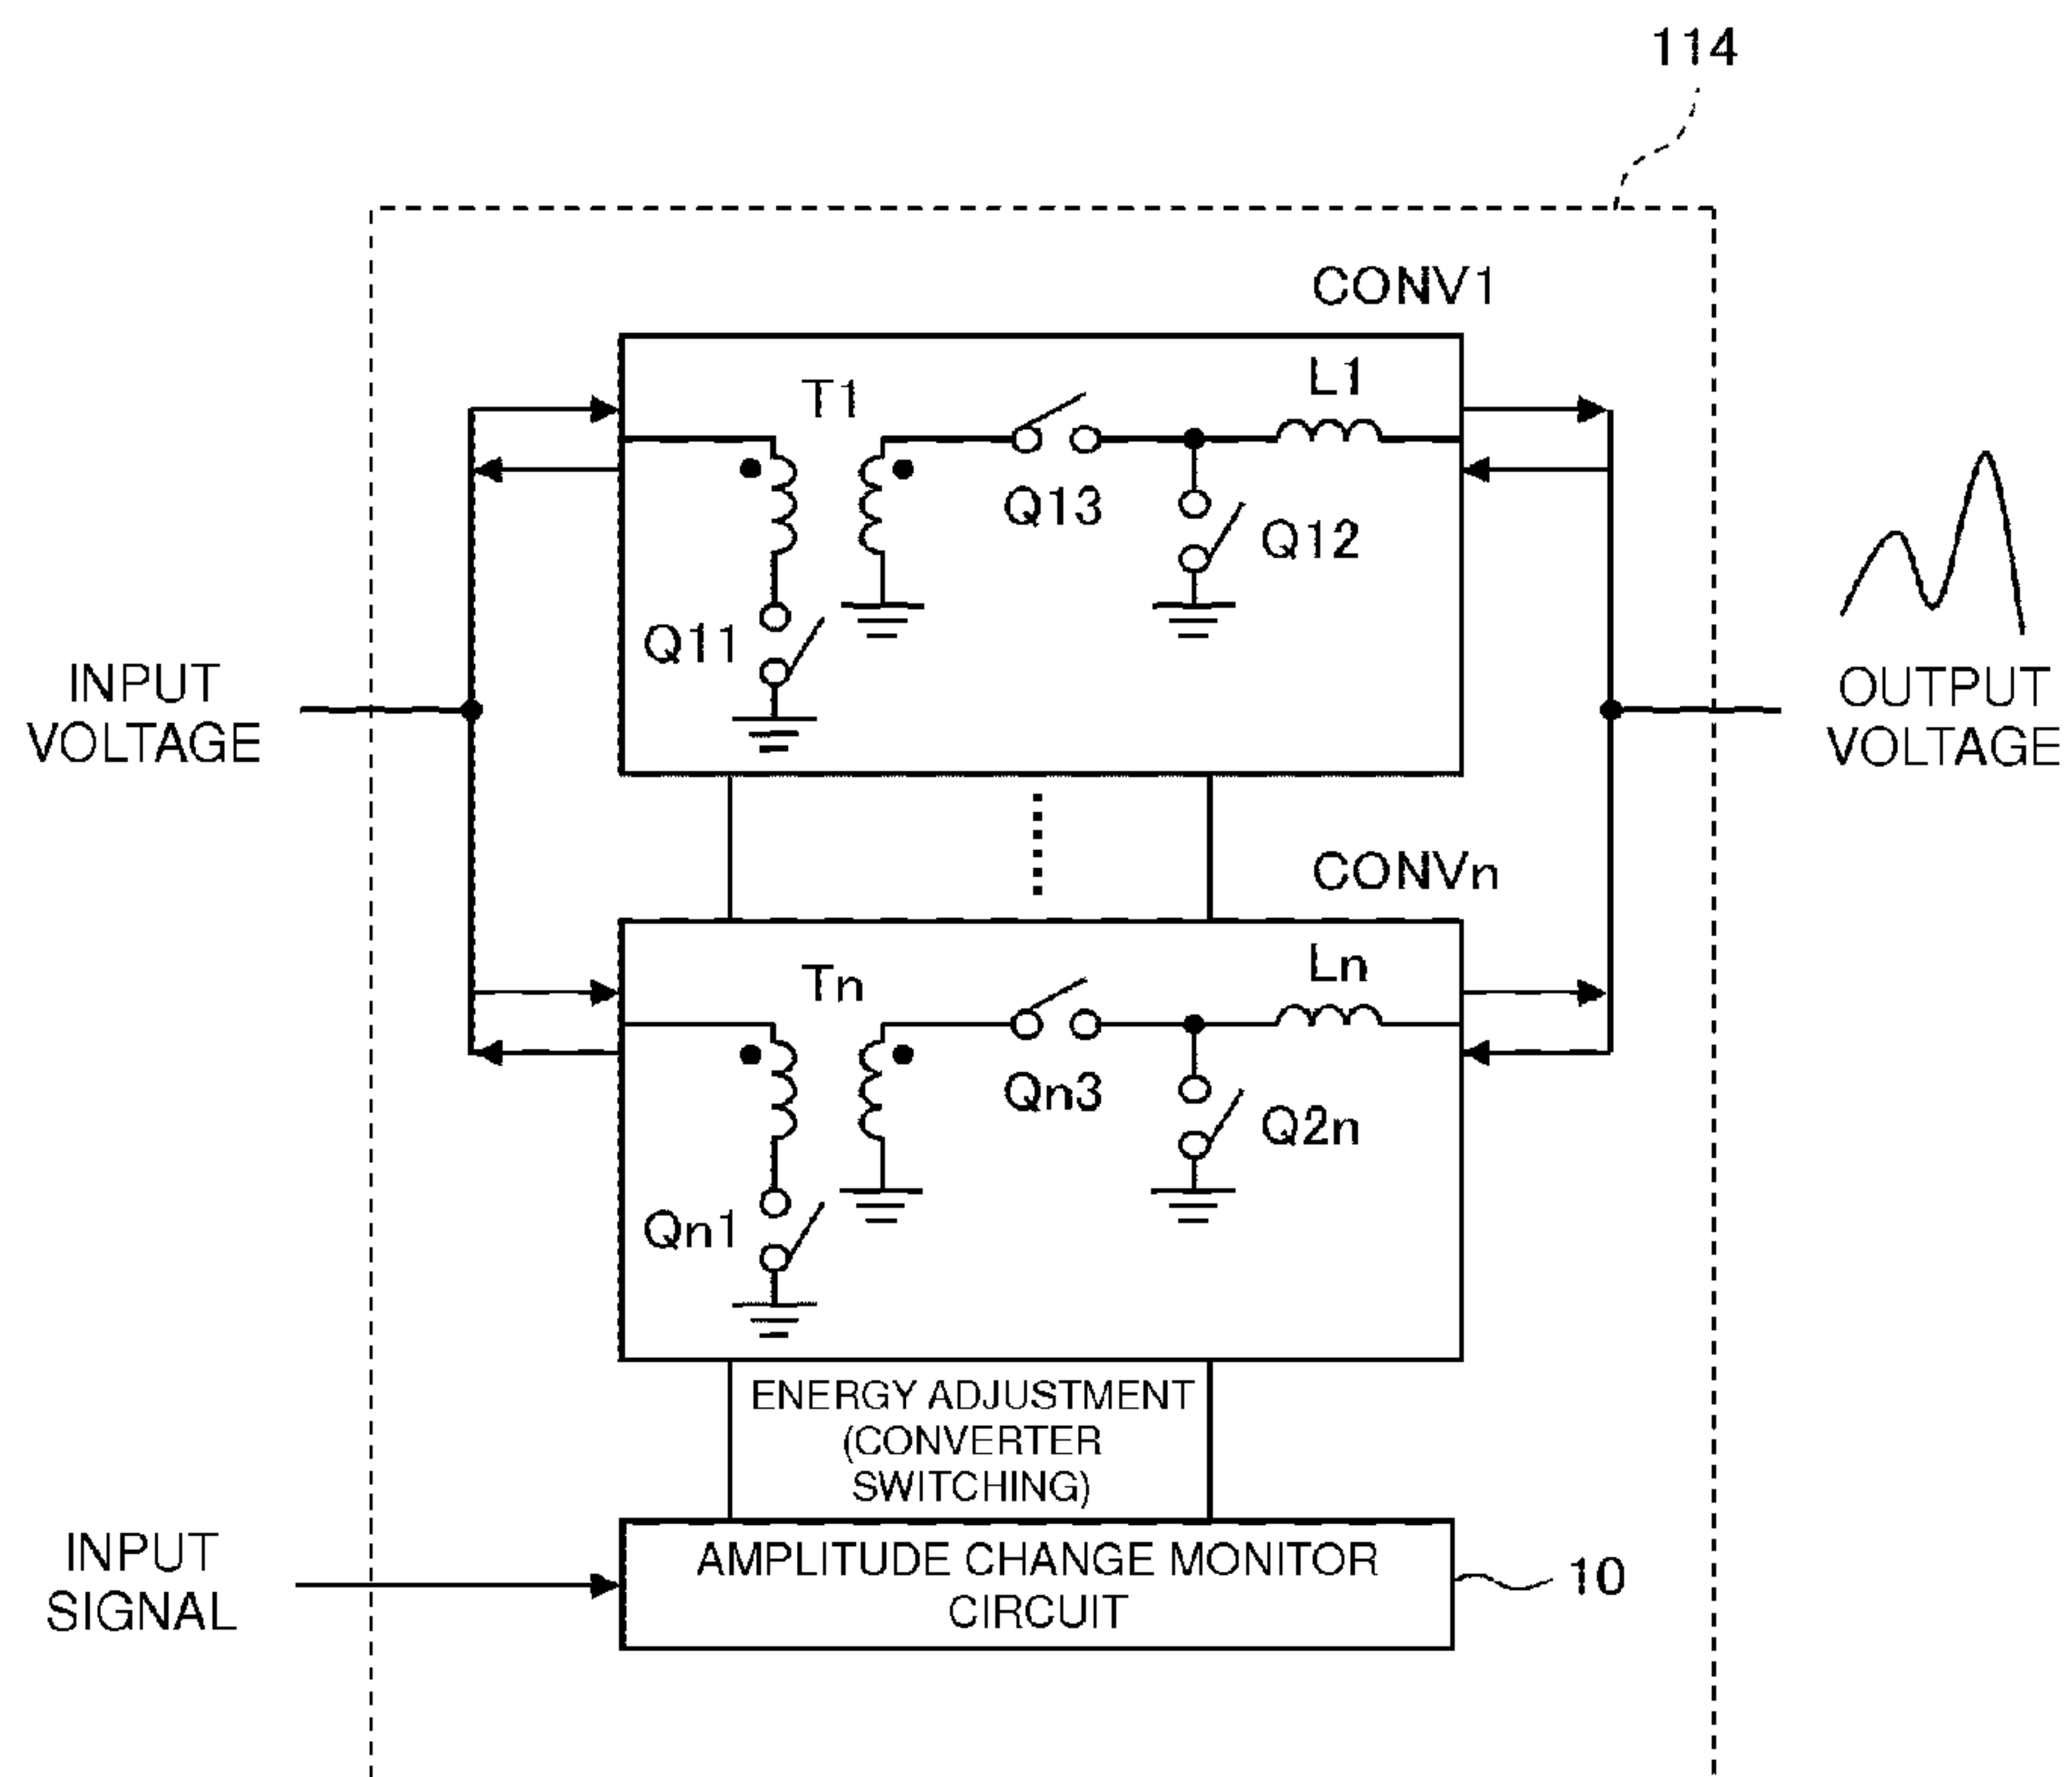 114
CONV1
T1
L1
Q13
Q12
Q11
INPUT
VOLTAGE
OUTPUT
VOLTAGE
CONVn
Tn
Ln
Qn3
Q2n
Qn1
ENERGY ADJUSTMENT
(CONVERTER
SWITCHING)
INPUT
SIGNAL
AMPLITUDE CHANGE MONITOR
CIRCUIT
10